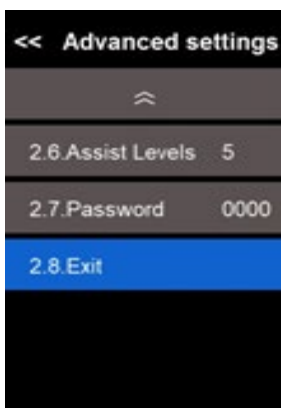 << Advanced settings
2.6.Assist Levels 5
2.7.Password 0000
2.8.Exit